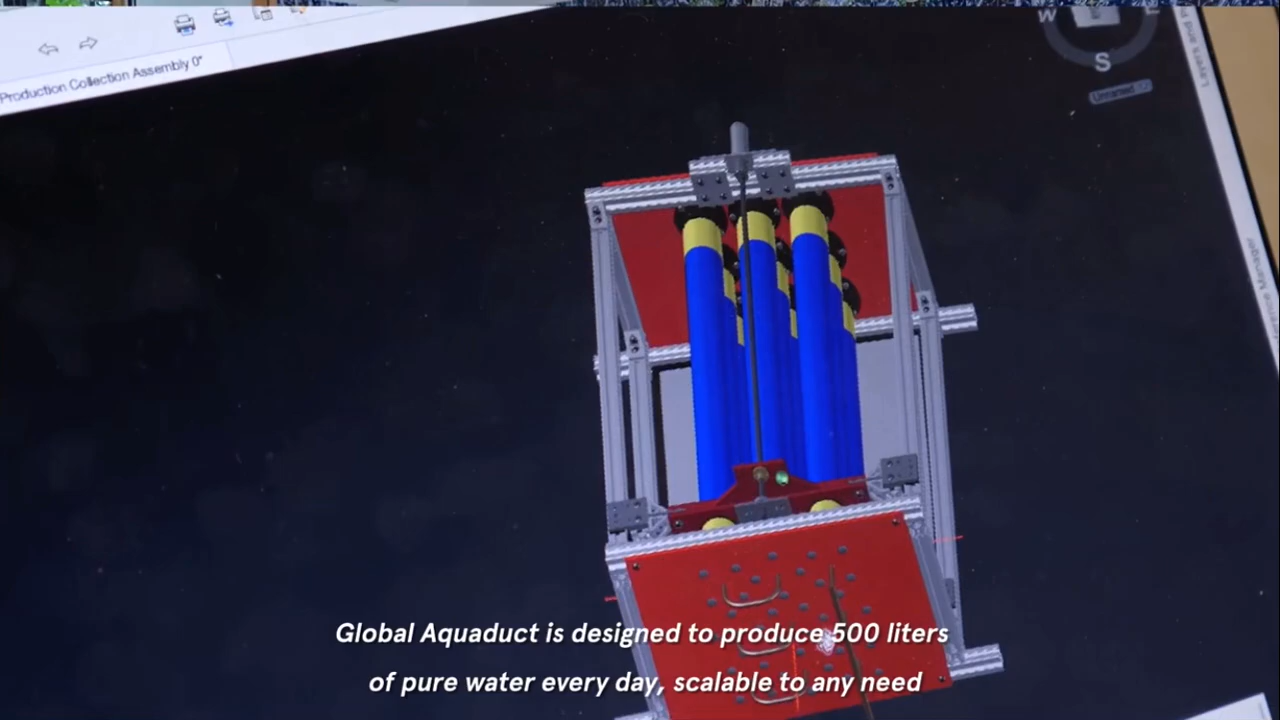 Production Collection Assembly 0*
W
S
Unnamed
Global Aquaduct is designed to produce 500 liters
of pure water every day, scalable to any need